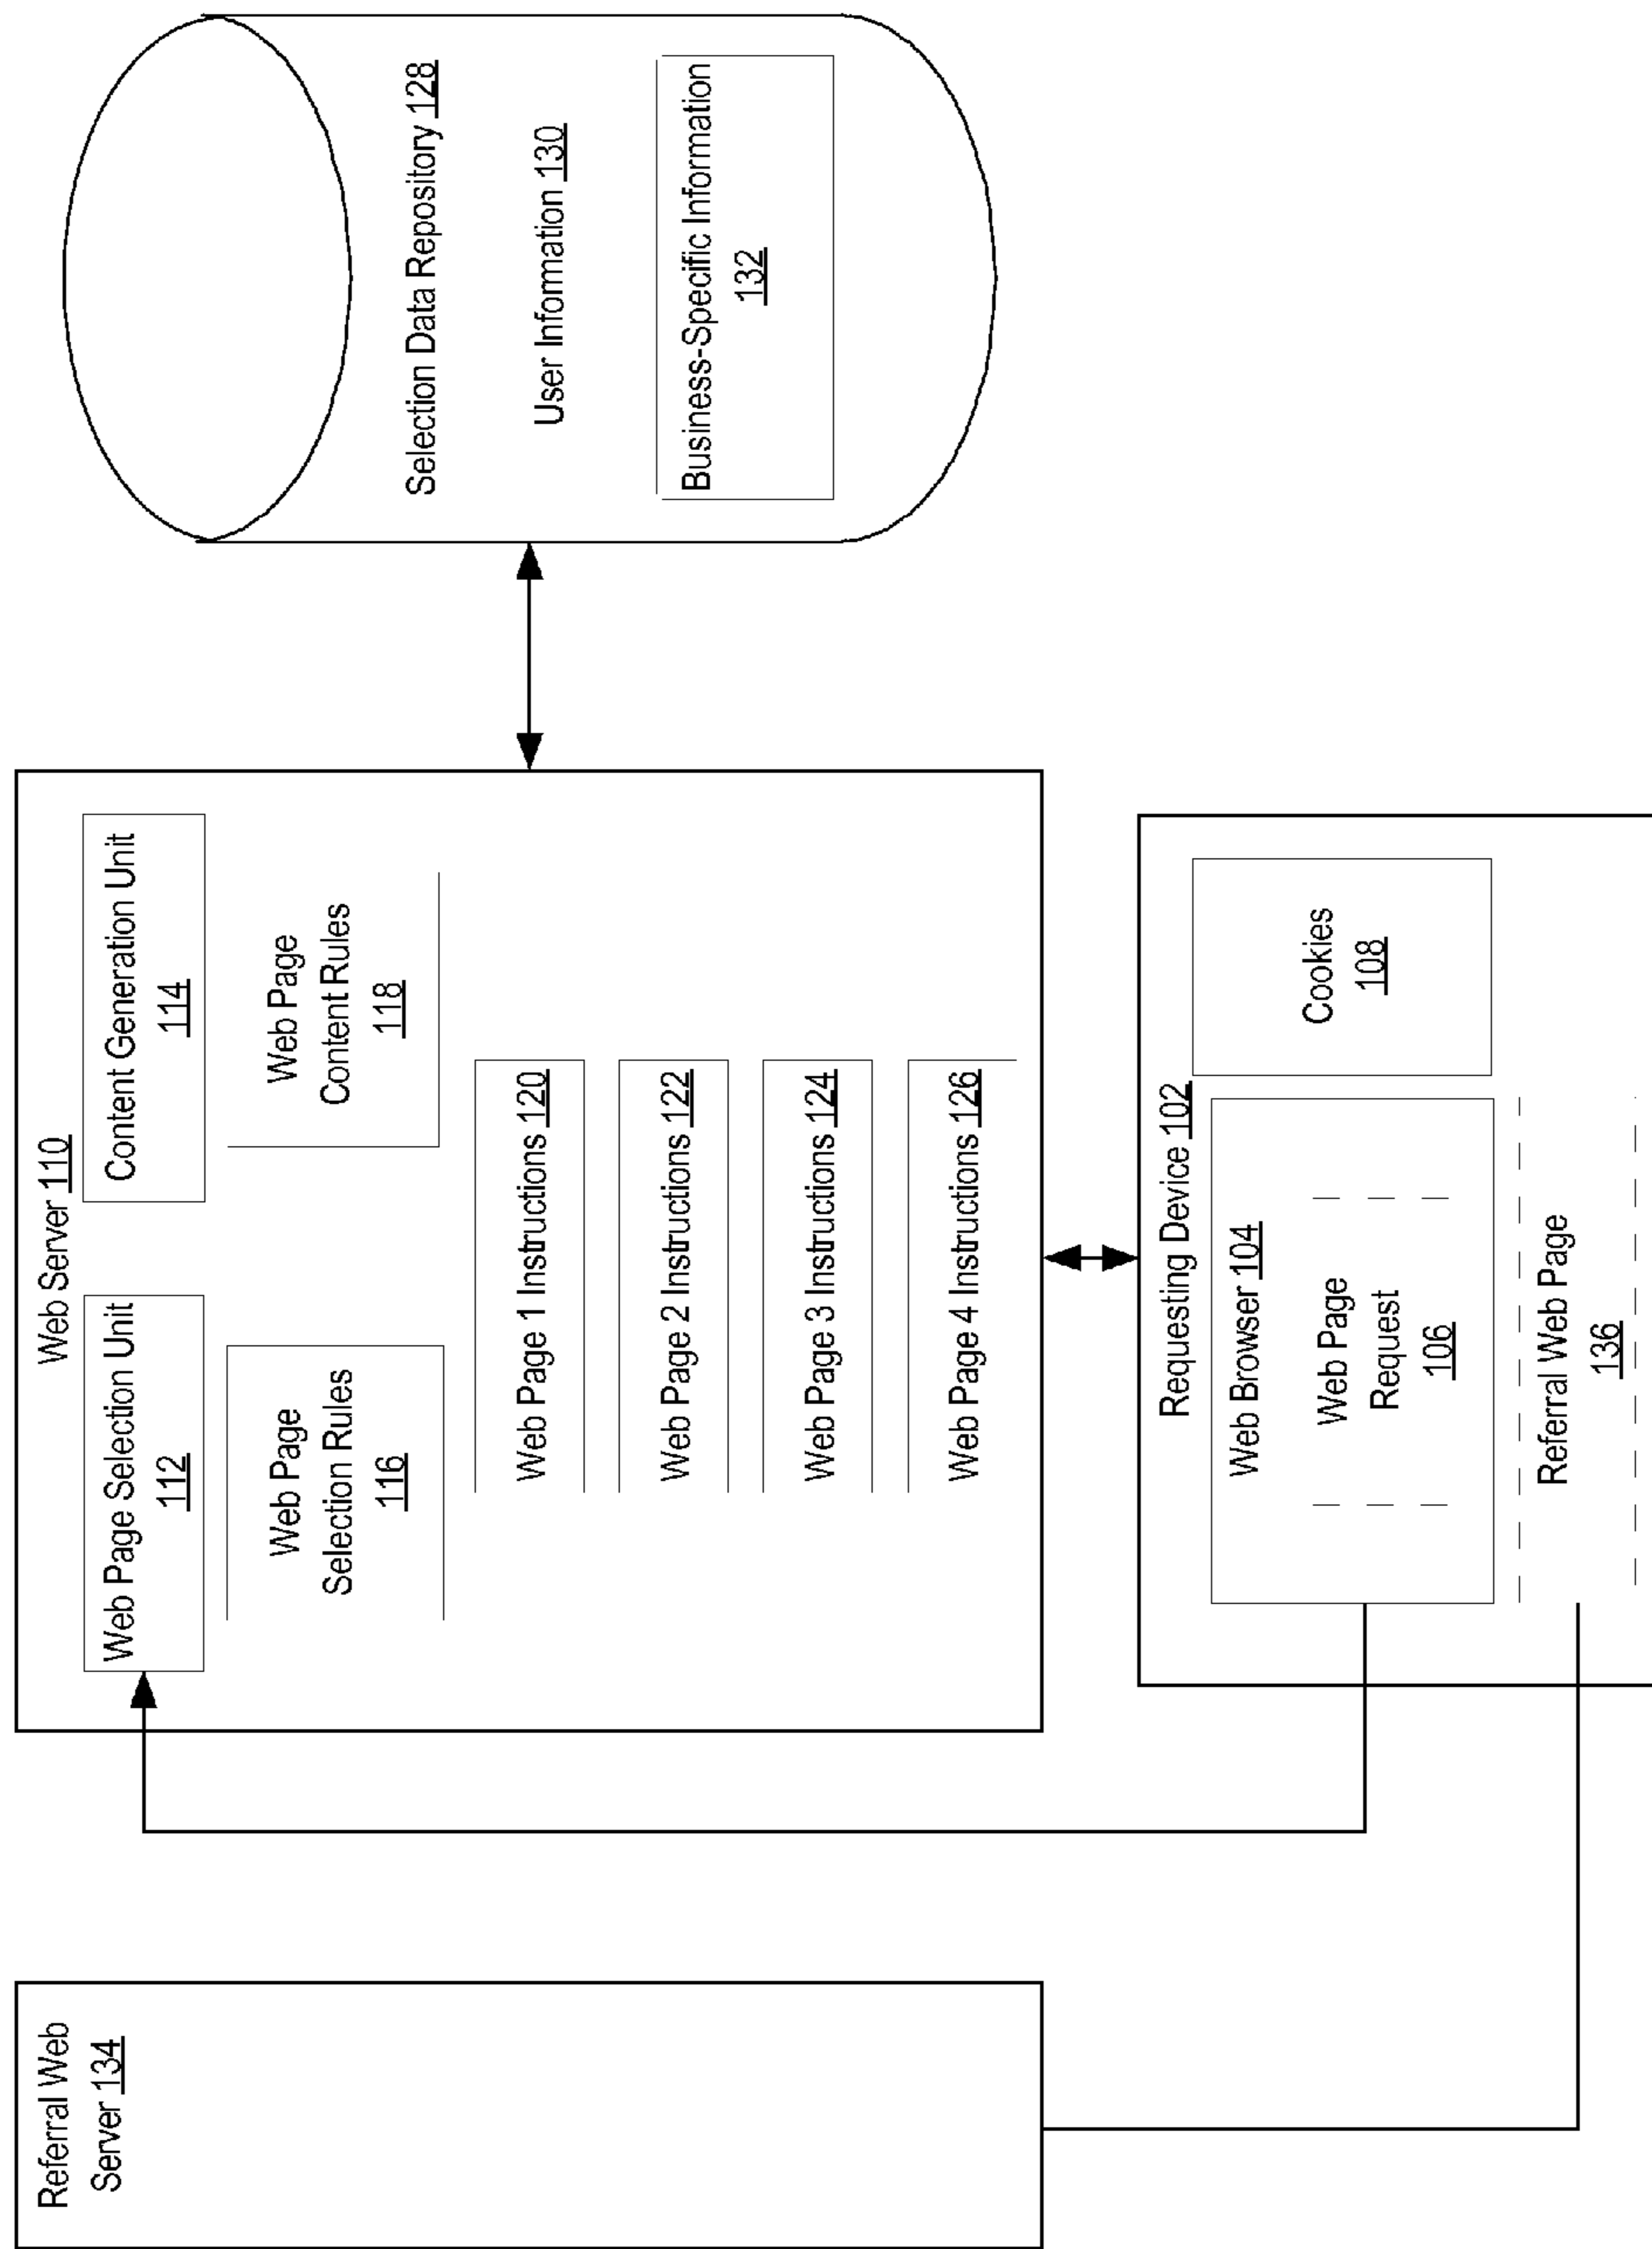 Referral Web
Server 134
Web Server 110
Web Page Selection Unit
112
Content Generation Unit
114
Web Page
Selection Rules
116
Web Page
Content Rules
118
Web Page 1 Instructions 120
Web Page 2 Instructions 122
Web Page 3 Instructions 124
Web Page 4 Instructions 126
Selection Data Repository 128
User Information 130
Business-Specific Information
132
Requesting Device 102
Web Browser 104
Web Page
Request
106
Cookies
108
Referral Web Page
136